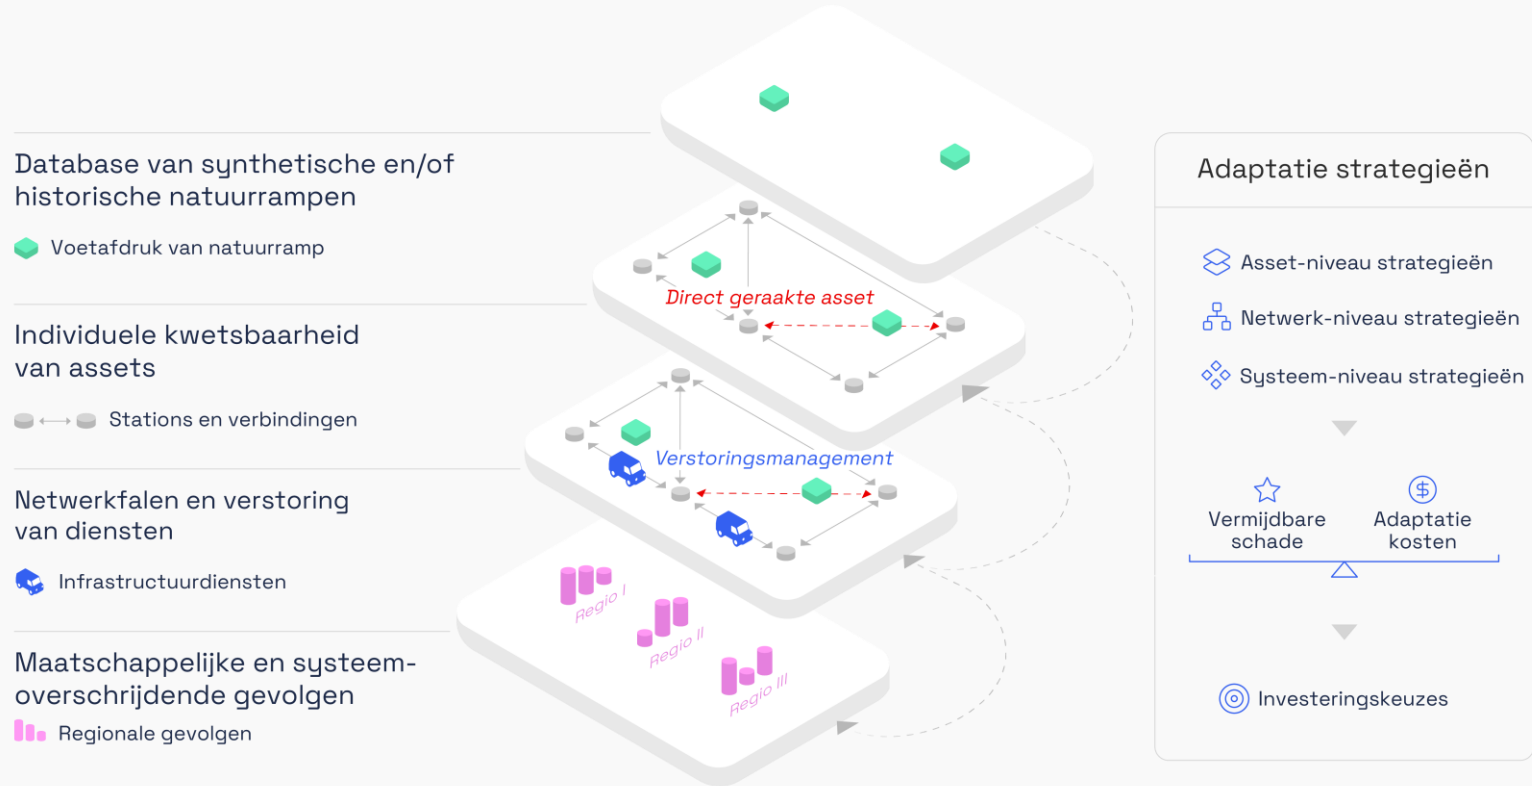 Database van synthetische en/of
historische natuurrampen
Voetafdruk van natuurramp
Individuele kwetsbaarheid
van assets
Stations en verbindingen
Netwerkfalen en verstoring
van diensten
Infrastructuurdiensten
Maatschappelijke en systeem-
overschrijdende gevolgen
Regionale gevolgen
Direct geraakte asset
Verstoringsmanagement
Regio I
Regio II
Regio III
Adaptatie strategieën
Asset-niveau strategieën
Netwerk-niveau strategieën
Systeem-niveau strategieën
Vermijdbare
schade
Adaptatie
kosten
Investeringskeuzes